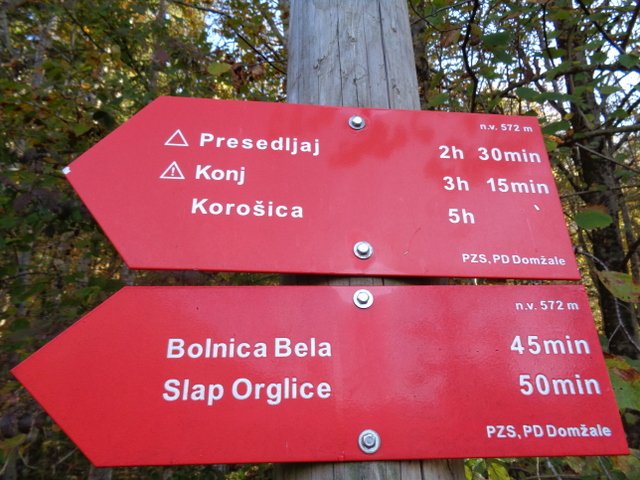 n.v. 572 m
Presedljaj 2h 30min
Konj 3h 15min
Korošica 5h
PZS, PD Domžale
n.v. 572 m
Bolnica Bela 45min
Slap Orglice 50min
PZS, PD Domžale